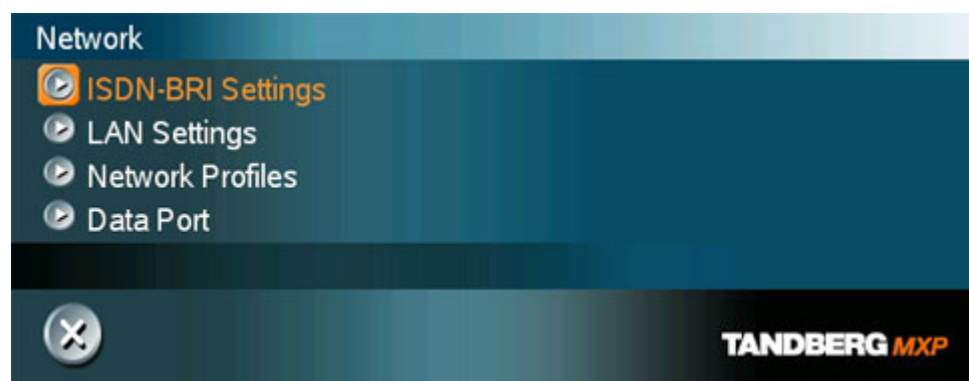 Network
ISDN-BRI Settings
LAN Settings
Network Profiles
Data Port
TANDBERG MXP